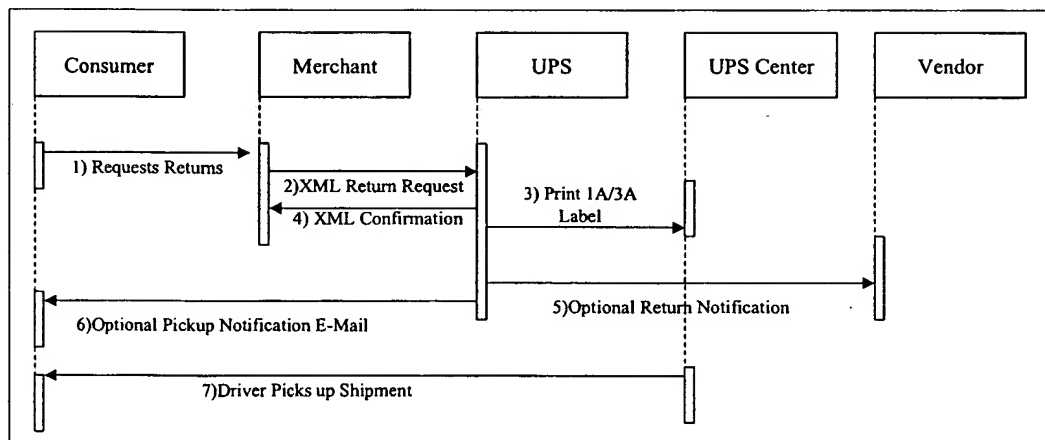 Consumer
Merchant
UPS
UPS Center
Vendor
1) Requests Returns
2)XML Return Request
3) Print 1A/3A
Label
4) XML Confirmation
5)Optional Return Notification
6)Optional Pickup Notification E-Mail
7)Driver Picks up Shipment